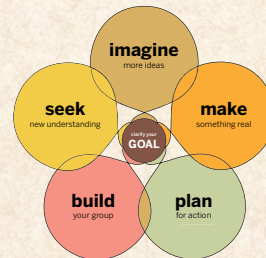 imagine
more ideas
seek
new understanding
make
something real
clarify your
GOAL
build
your group
plan
for action